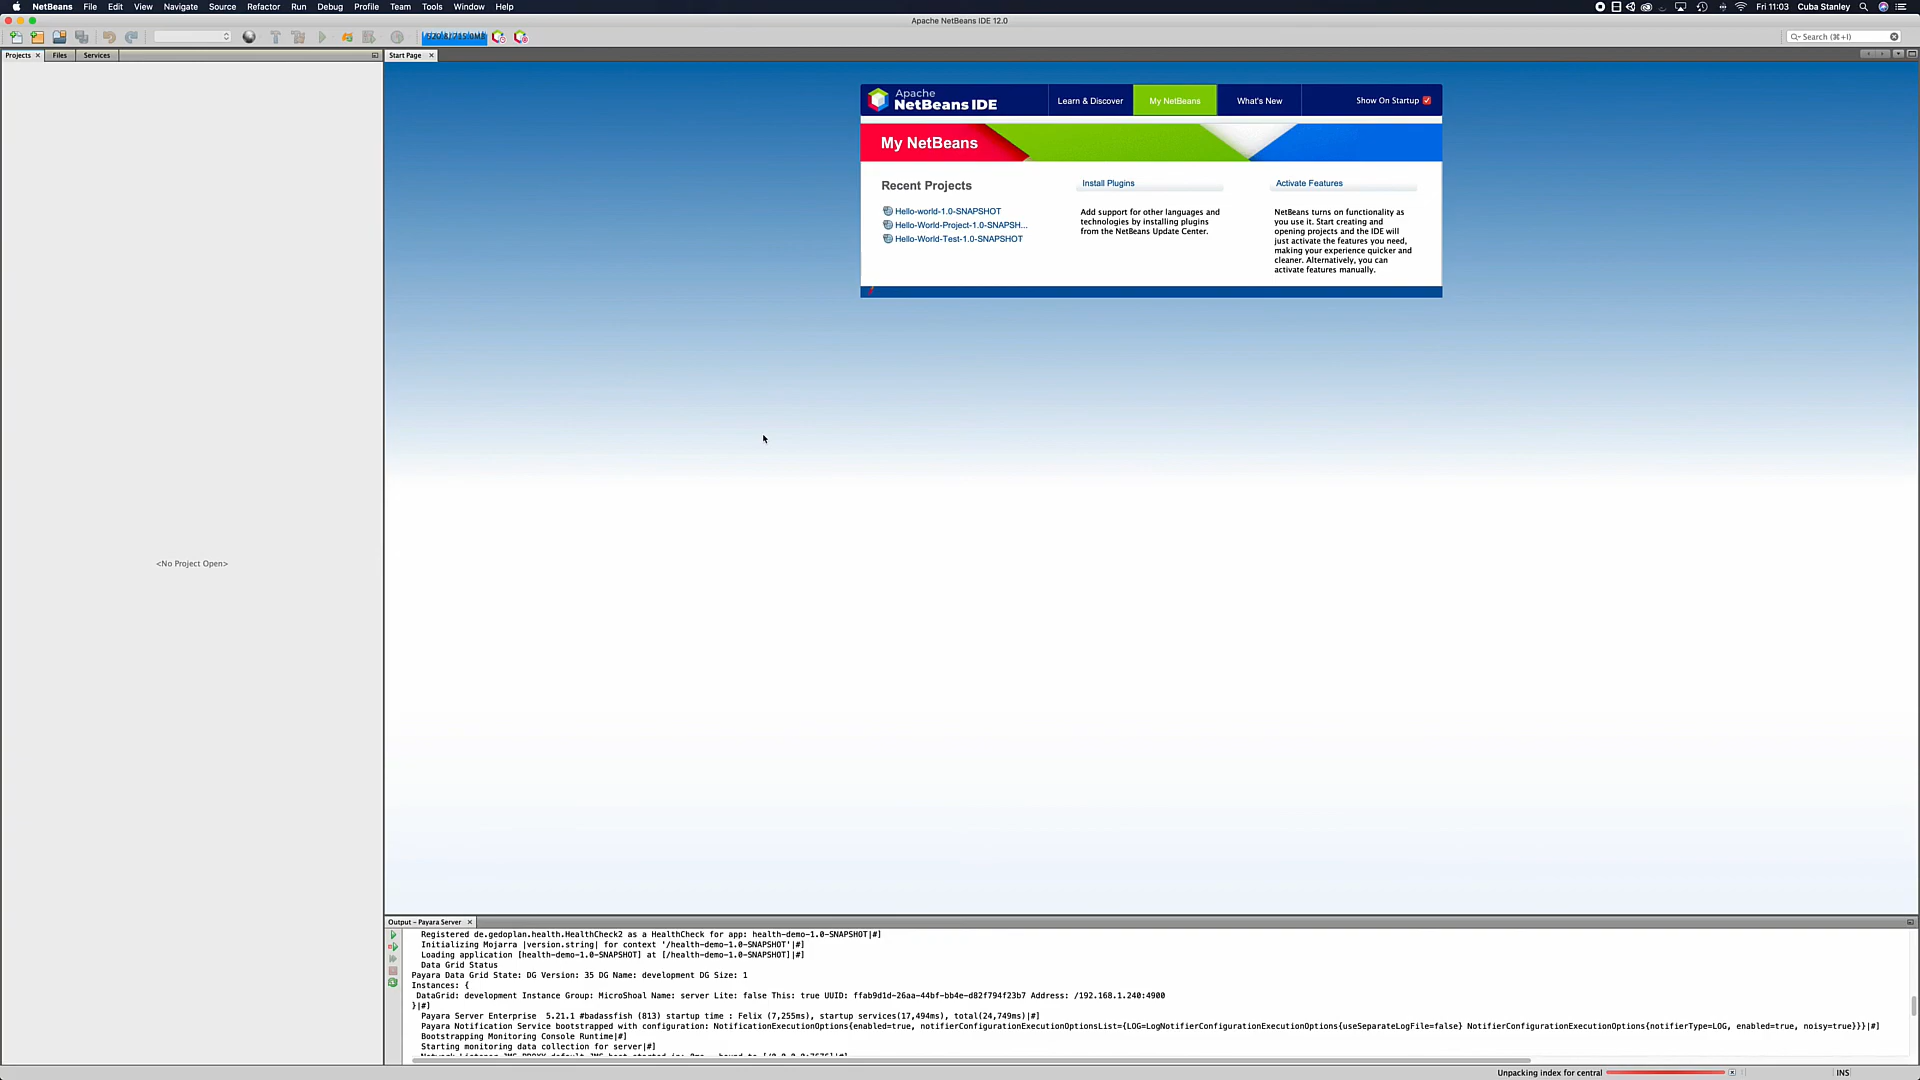 NetBeans File Edit View Navigate Source Refactor Run Debug Profile Team Tools Window Help Fri 11:03 Cuba Stanley
Apache NetBeans IDE 12.0
Search (⌘+I)
Projects Files Services Start Page
Apache
NetBeans IDE
Learn & Discover My NetBeans What's New Show On Startup
My NetBeans
Recent Projects
Hello-world-1.0-SNAPSHOT
Hello-World-Project-1.0-SNAPSH...
Hello-World-Test-1.0-SNAPSHOT
Install Plugins
Add support for other languages and
technologies by installing plugins
from the NetBeans Update Center.
Activate Features
NetBeans turns on functionality as
you use it. Start creating and
opening projects and the IDE will
just activate the features you need,
making your experience quicker and
cleaner. Alternatively, you can
activate features manually.
<No Project Open>
Output – Payara Server
Registered de.gedoplan.health.HealthCheck2 as a HealthCheck for app: health-demo-1.0-SNAPSHOT|#]
Initializing Mojarra |version.string| for context '/health-demo-1.0-SNAPSHOT'|#]
Loading application [health-demo-1.0-SNAPSHOT] at [/health-demo-1.0-SNAPSHOT]|#]
Data Grid Status
Payara Data Grid State: DG Version: 35 DG Name: development DG Size: 1
Instances: {
DataGrid: development Instance Group: MicroShoal Name: server Lite: false This: true UUID: ffab9d1d-26aa-44bf-bb4e-d82f794f23b7 Address: /192.168.1.240:4900
}|#]
Payara Server Enterprise 5.21.1 #badassfish (813) startup time : Felix (7,255ms), startup services(17,494ms), total(24,749ms)|#]
Payara Notification Service bootstrapped with configuration: NotificationExecutionOptions{enabled=true, notifierConfigurationExecutionOptionsList={LOG=LogNotifierConfigurationExecutionOptions{useSeparateLogFile=false} NotifierConfigurationExecutionOptions{notifierType=LOG, enabled=true, noisy=true}}}|#]
Bootstrapping Monitoring Console Runtime|#]
Starting monitoring data collection for server|#]
Unpacking index for central INS